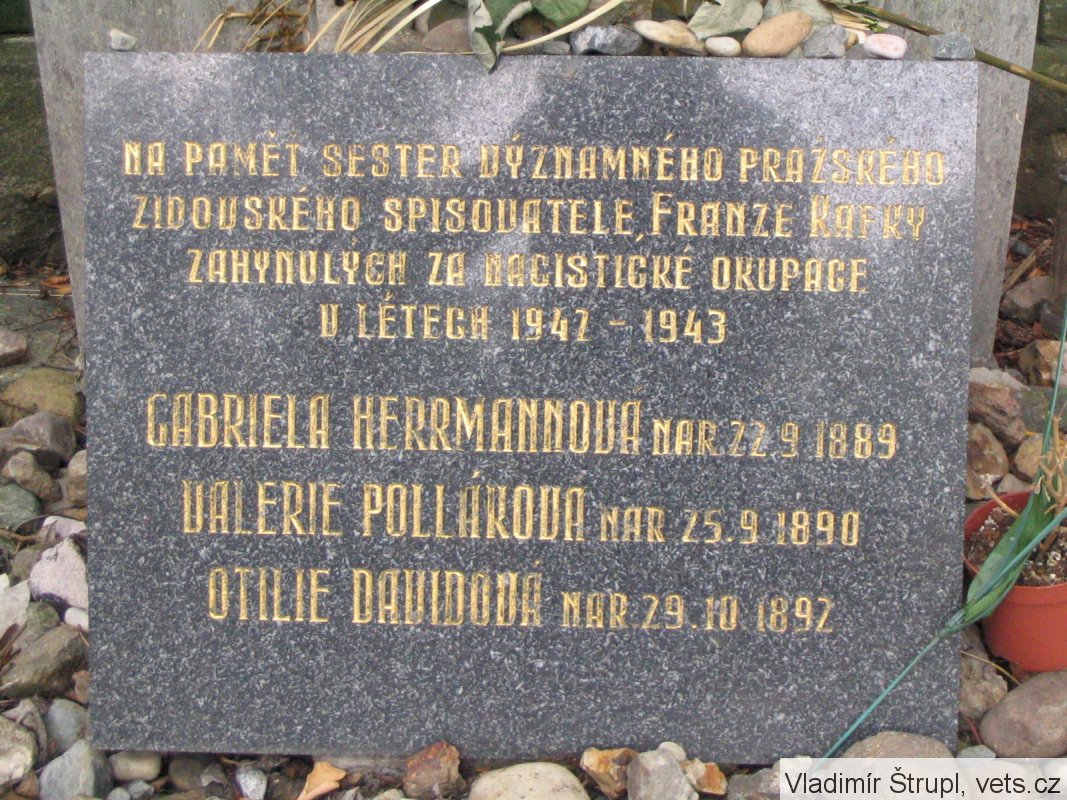 NA PAMĚŤ SESTER VÝZNAMNÉHO PRAŽSKÉHO
ŽIDOVSKÉHO SPISOVATELE, FRANZE KAFKY
ZAHYNULÝCH ZA NACISTICKÉ OKUPACE
V LÉTECH 1942 - 1943
GABRIELA HERRMANNOVÁ NAR. 22.9 1889
VALERIE POLLÁKOVÁ NAR 25.9 1890
OTILIE DAVIDOVÁ NAR. 29.10. 1892
Vladimír Štrupl, vets.cz